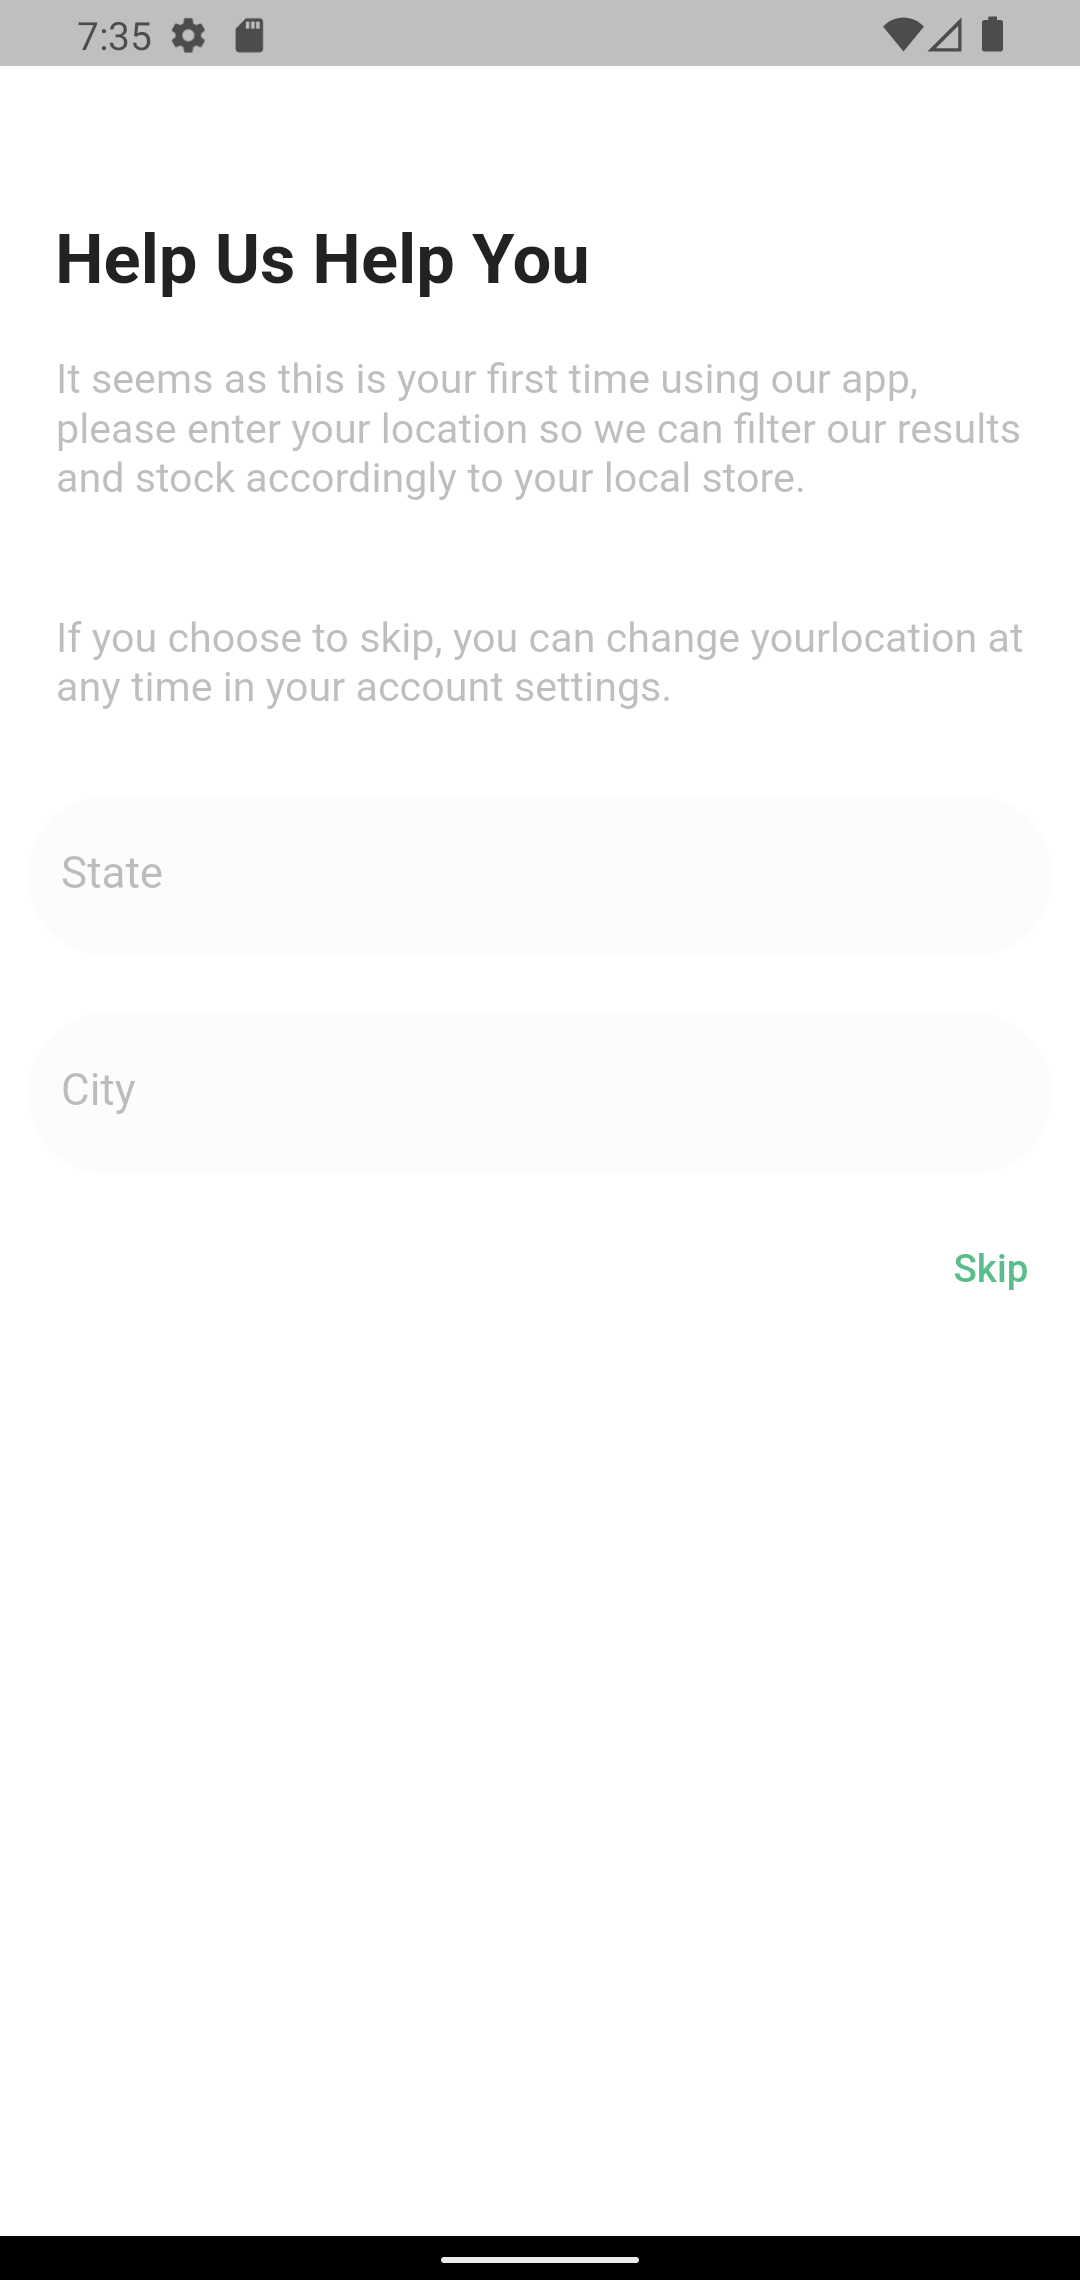 7:35
Help Us Help You
It seems as this is your first time using our app,
please enter your location so we can filter our results
and stock accordingly to your local store.
If you choose to skip, you can change yourlocation at
any time in your account settings.
State
City
Skip